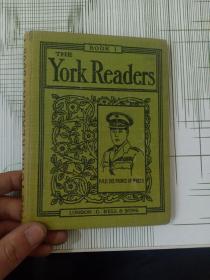 BOOK I
THE
York Readers
H.R.H. THE PRINCE OF WALES
LONDON: G. BELL & SONS